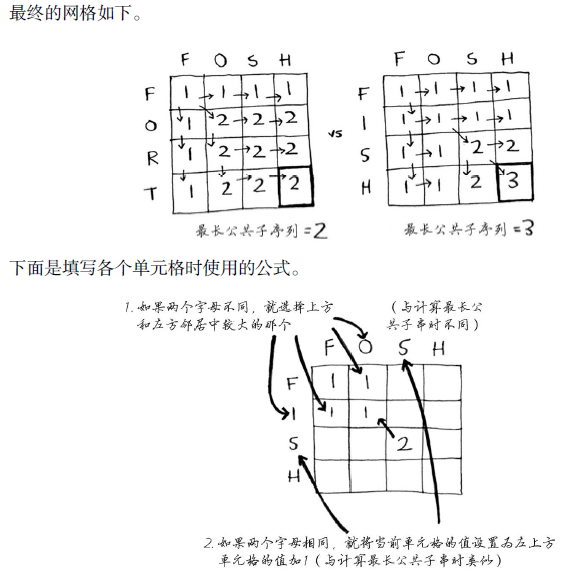 最终的网格如下。
F O S H
F 1 1 1 1
O 1 2 2 2
R 1 2 2 2
T 1 2 2 2
最长公共子序列=2
vs
F O S H
F 1 1 1 1
I 1 1 1 1
S 1 1 2 2
H 1 1 2 3
最长公共子序列=3
下面是填写各个单元格时使用的公式。
1.如果两个字母不同，就选择上方
和左方邻居中较大的那个
（与计算最长公
共子串时不同）
F O S H
F 1 1
I 1 1
S 2
H
2.如果两个字母相同，就将当前单元格的值设置为左上方
单元格的值加1（与计算最长公共子串时类似）